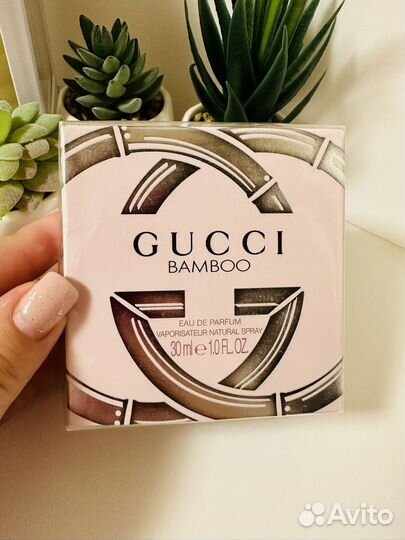 GUCCI
BAMBOO
EAU DE PARFUM
VAPORISATEUR NATURAL SPRAY
30 ml e 1.0 FL. OZ.
Avito